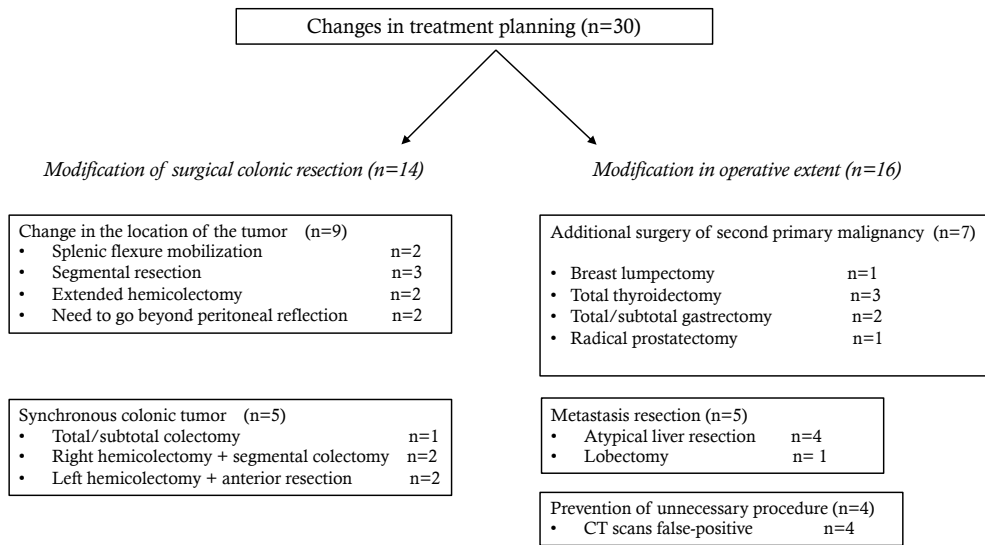 Changes in treatment planning (n=30)
Modification of surgical colonic resection (n=14)
Change in the location of the tumor (n=9)
• Splenic flexure mobilization n=2
• Segmental resection n=3
• Extended hemicolectomy n=2
• Need to go beyond peritoneal reflection n=2
Synchronous colonic tumor (n=5)
• Total/subtotal colectomy n=1
• Right hemicolectomy + segmental colectomy n=2
• Left hemicolectomy + anterior resection n=2
Modification in operative extent (n=16)
Additional surgery of second primary malignancy (n=7)
• Breast lumpectomy n=1
• Total thyroidectomy n=3
• Total/subtotal gastrectomy n=2
• Radical prostatectomy n=1
Metastasis resection (n=5)
• Atypical liver resection n=4
• Lobectomy n= 1
Prevention of unnecessary procedure (n=4)
• CT scans false-positive n=4